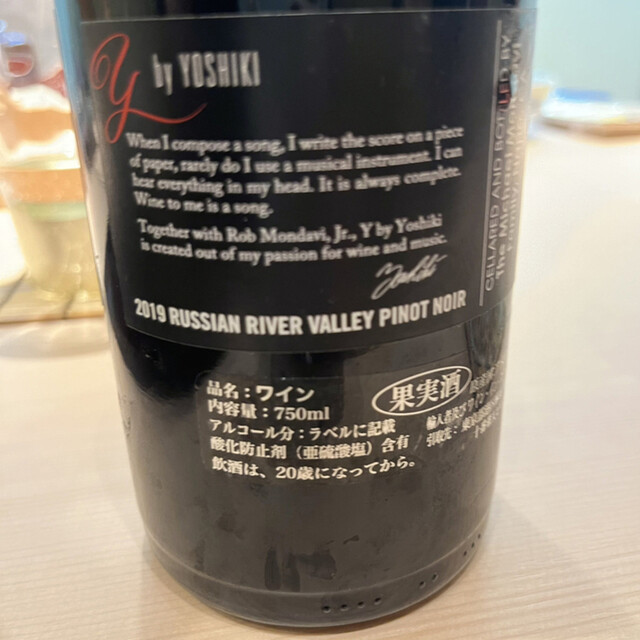 y by YOSHIKI
When I compose a song, I write the score on a piece
of paper, rarely do I use a musical instrument. I can
hear everything in my head. It is always complete.
Wine to me is a song.
Together with Rob Mondavi, Jr., Y by Yoshiki
is created out of my passion for wine and music.
Yoshiki
2019 RUSSIAN RIVER VALLEY PINOT NOIR
CELLARED AND BOTTLED BY
品名：ワイン
内容量：750ml
アルコール分：ラベルに記載
酸化防止剤（亜硫酸塩）含有
飲酒は、20歳になってから。
果実酒
引取先：